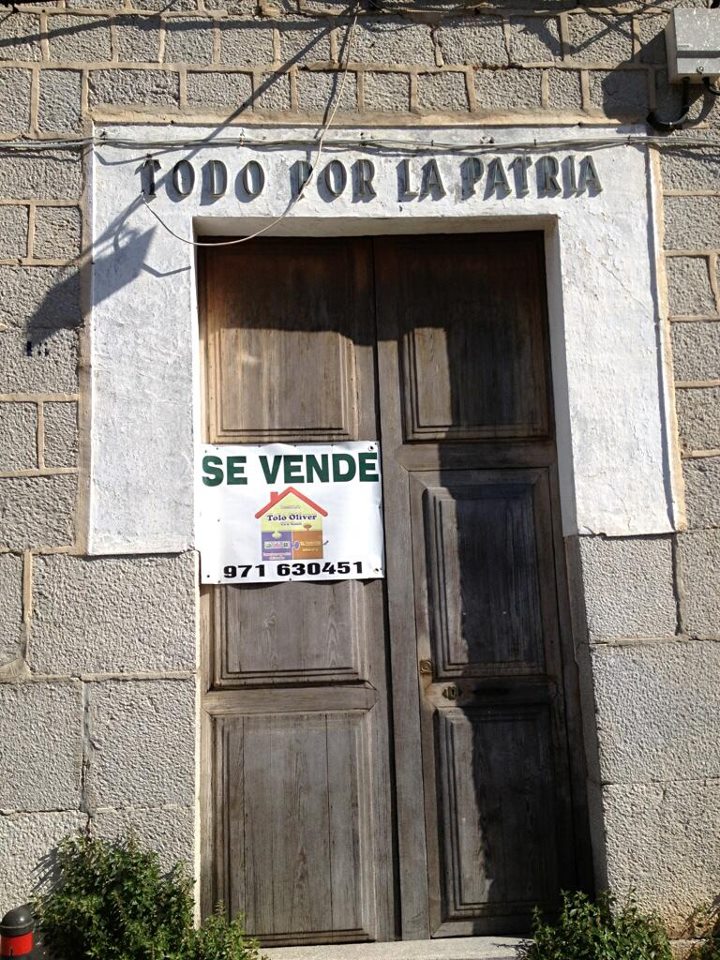 TODO POR LA PATRIA
SE VENDE
Tolo Oliver
971 630451